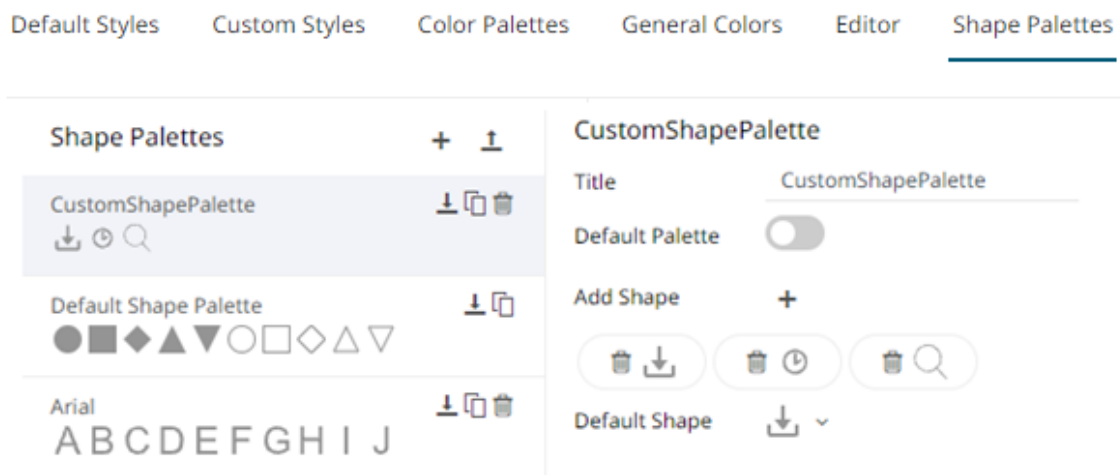 Default Styles Custom Styles Color Palettes General Colors Editor Shape Palettes
Shape Palettes
CustomShapePalette
Default Shape Palette
Arial
A B C D E F G H I J
CustomShapePalette
Title CustomShapePalette
Default Palette
Add Shape
Default Shape